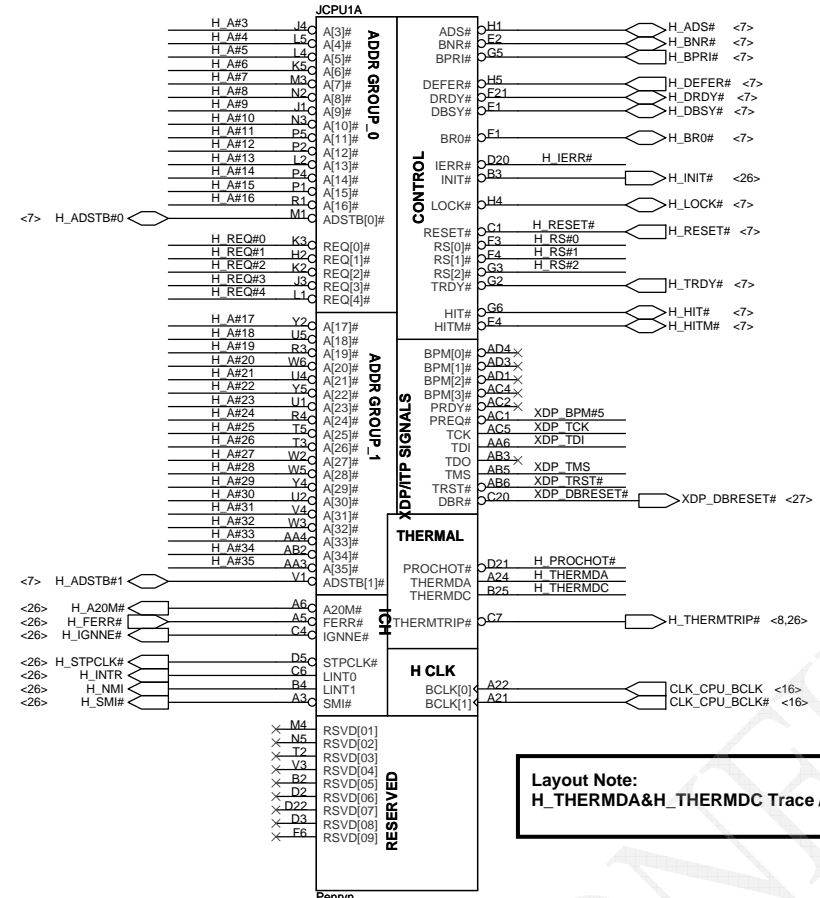 JCPU1A
H_A#3 J4 A[3]# ADS# H1 H_ADS# <7>
H_A#4 L5 A[4]# BNR# E2 H_BNR# <7>
H_A#5 L4 A[5]# BPRI# G5 H_BPRI# <7>
H_A#6 K5 A[6]#
H_A#7 M3 A[7]# DEFER# H5 H_DEFER# <7>
H_A#8 N2 A[8]# DRDY# F21 H_DRDY# <7>
H_A#9 J1 A[9]# DBSY# E1 H_DBSY# <7>
H_A#10 N3 A[10]#
H_A#11 P5 A[11]# BR0# F1 H_BR0# <7>
H_A#12 P2 A[12]#
H_A#13 L2 A[13]# IERR# D20 H_IERR#
H_A#14 P4 A[14]# INIT# B3 H_INIT# <26>
H_A#15 P1 A[15]#
H_A#16 R1 A[16]# LOCK# H4 H_LOCK# <7>
<7> H_ADSTB#0 M1 ADSTB[0]#
ADDR GROUP_0
CONTROL
RESET# C1 H_RESET# H_RESET# <7>
H_REQ#0 K3 REQ[0]# RS[0]# F3 H_RS#0
H_REQ#1 H2 REQ[1]# RS[1]# F4 H_RS#1
H_REQ#2 K2 REQ[2]# RS[2]# G3 H_RS#2
H_REQ#3 J3 REQ[3]# TRDY# G2 H_TRDY# <7>
H_REQ#4 L1 REQ[4]#
HIT# G6 H_HIT# <7>
H_A#17 Y2 A[17]# HITM# E4 H_HITM# <7>
H_A#18 U5 A[18]#
H_A#19 R3 A[19]# BPM[0]# AD4
H_A#20 W6 A[20]# BPM[1]# AD3
H_A#21 U4 A[21]# BPM[2]# AD1
H_A#22 Y5 A[22]# BPM[3]# AC4
H_A#23 U1 A[23]# PRDY# AC2
H_A#24 R4 A[24]# PREQ# AC1 XDP_BPM#5
H_A#25 T5 A[25]# TCK AC5 XDP_TCK
H_A#26 T3 A[26]# TDI AA6 XDP_TDI
H_A#27 W2 A[27]# TDO AB3
H_A#28 W5 A[28]# TMS AB5 XDP_TMS
H_A#29 Y4 A[29]# TRST# AB6 XDP_TRST#
H_A#30 U2 A[30]# DBR# C20 XDP_DBRESET# XDP_DBRESET# <27>
H_A#31 V4 A[31]#
H_A#32 W3 A[32]#
H_A#33 AA4 A[33]#
H_A#34 AB2 A[34]#
H_A#35 AA3 A[35]#
<7> H_ADSTB#1 V1 ADSTB[1]#
ADDR GROUP_1
XDP/ITP SIGNALS
THERMAL
PROCHOT# D21 H_PROCHOT#
THERMDA A24 H_THERMDA
THERMDC B25 H_THERMDC
<26> H_A20M# A6 A20M#
<26> H_FERR# A5 FERR# THERMTRIP# C7 H_THERMTRIP# <8,26>
<26> H_IGNNE# C4 IGNNE#
ICH
<26> H_STPCLK# D5 STPCLK# H CLK
<26> H_INTR C6 LINT0
<26> H_NMI B4 LINT1 BCLK[0] A22 CLK_CPU_BCLK <16>
<26> H_SMI# A3 SMI# BCLK[1] A21 CLK_CPU_BCLK# <16>
M4 RSVD[01]
N5 RSVD[02]
T2 RSVD[03]
V3 RSVD[04]
B2 RSVD[05]
D2 RSVD[06]
D22 RSVD[07]
D3 RSVD[08]
F6 RSVD[09]
RESERVED
Layout Note:
H_THERMDA&H_THERMDC Trace
Penryn